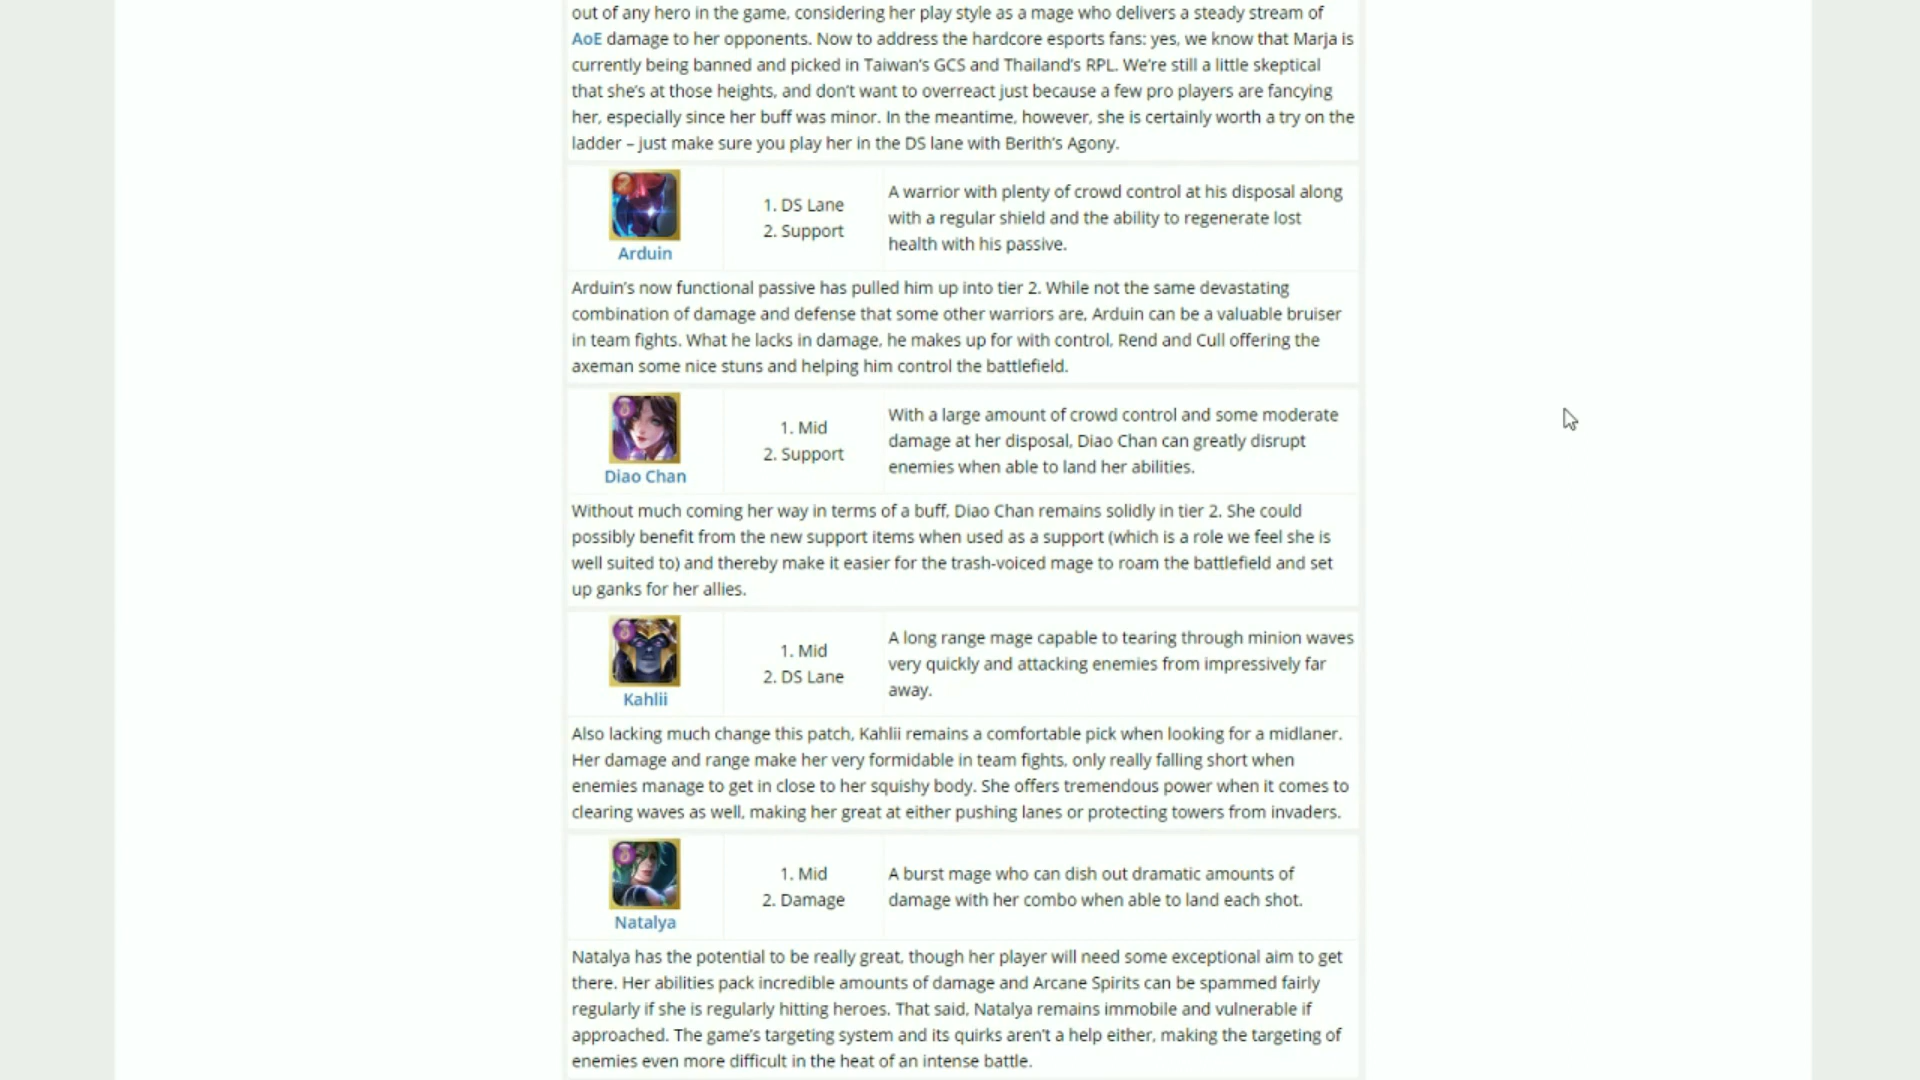 out of any hero in the game, considering her play style as a mage who delivers a steady stream of
AoE damage to her opponents. Now to address the hardcore esports fans: yes, we know that Marja is
currently being banned and picked in Taiwan's GCS and Thailand's RPL. We're still a little skeptical
that she's at those heights, and don't want to overreact just because a few pro players are fancying
her, especially since her buff was minor. In the meantime, however, she is certainly worth a try on the
ladder – just make sure you play her in the DS lane with Berith's Agony.
Arduin
1. DS Lane
2. Support
A warrior with plenty of crowd control at his disposal along
with a regular shield and the ability to regenerate lost
health with his passive.
Arduin's now functional passive has pulled him up into tier 2. While not the same devastating
combination of damage and defense that some other warriors are, Arduin can be a valuable bruiser
in team fights. What he lacks in damage, he makes up for with control, Rend and Cull offering the
axeman some nice stuns and helping him control the battlefield.
Diao Chan
1. Mid
2. Support
With a large amount of crowd control and some moderate
damage at her disposal, Diao Chan can greatly disrupt
enemies when able to land her abilities.
Without much coming her way in terms of a buff, Diao Chan remains solidly in tier 2. She could
possibly benefit from the new support items when used as a support (which is a role we feel she is
well suited to) and thereby make it easier for the trash-voiced mage to roam the battlefield and set
up ganks for her allies.
Kahlii
1. Mid
2. DS Lane
A long range mage capable to tearing through minion waves
very quickly and attacking enemies from impressively far
away.
Also lacking much change this patch, Kahlii remains a comfortable pick when looking for a midlaner.
Her damage and range make her very formidable in team fights, only really falling short when
enemies manage to get in close to her squishy body. She offers tremendous power when it comes to
clearing waves as well, making her great at either pushing lanes or protecting towers from invaders.
Natalya
1. Mid
2. Damage
A burst mage who can dish out dramatic amounts of
damage with her combo when able to land each shot.
Natalya has the potential to be really great, though her player will need some exceptional aim to get
there. Her abilities pack incredible amounts of damage and Arcane Spirits can be spammed fairly
regularly if she is regularly hitting heroes. That said, Natalya remains immobile and vulnerable if
approached. The game's targeting system and its quirks aren't a help either, making the targeting of
enemies even more difficult in the heat of an intense battle.